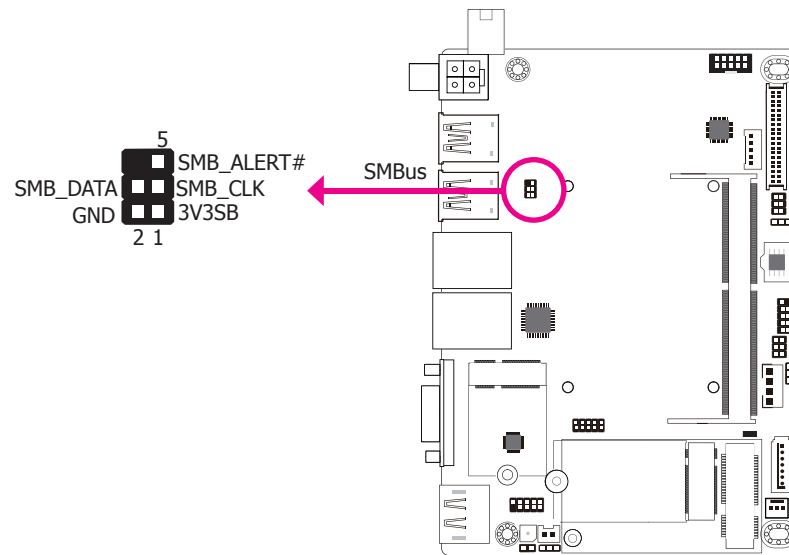 5
SMB_ALERT#
SMBus
SMB_DATA SMB_CLK
GND 3V3SB
2 1